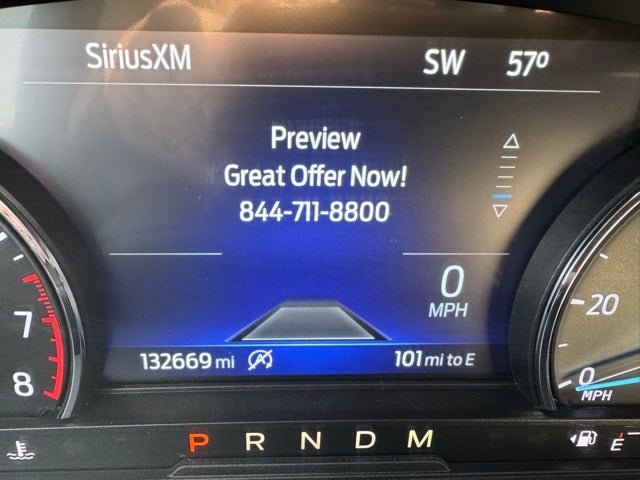 SiriusXM SW 57°
Preview
Great Offer Now!
844-711-8800
0
MPH
7
8
20
0
MPH
132669 mi A 101 mi to E
P R N D M
E